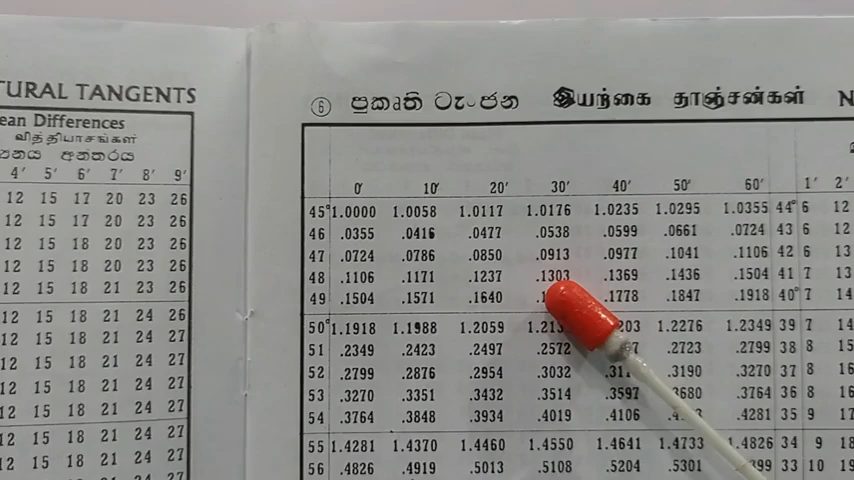 TURAL TANGENTS
ean Differences
வித்தியாசங்கள்
අන්තරය
4′ 5′ 6′ 7′ 8′ 9′
12 15 17 20 23 26
12 15 17 20 23 26
12 15 18 20 23 26
12 15 18 20 23 26
12 15 18 21 23 26
12 15 18 21 24 26
12 15 18 21 24 27
12 15 18 21 24 27
12 15 18 21 24 27
12 15 18 21 24 27
12 15 18 21 24 27
12 15 18 21 24 27
6 ප්‍රකෘති ටැංජන இயற்கை தாஞ்சன்கள் N
0′ 10′ 20′ 30′ 40′ 50′ 60′ 1′ 2′
45° 1.0000 1.0058 1.0117 1.0176 1.0235 1.0295 1.0355 44° 6 12
46 .0355 .0416 .0477 .0538 .0599 .0661 .0724 43 6 12
47 .0724 .0786 .0850 .0913 .0977 .1041 .1106 42 6 13
48 .1106 .1171 .1237 .1303 .1369 .1436 .1504 41 7 13
49 .1504 .1571 .1640 .1778 .1847 .1918 40° 7 14
50° 1.1918 1.1988 1.2059 1.2276 1.2349 39 7 14
51 .2349 .2423 .2497 .2572 .2723 .2799 38 8 15
52 .2799 .2876 .2954 .3032 .3190 .3270 37 8 16
53 .3270 .3351 .3432 .3514 .3597 .3680 .3764 36 8 16
54 .3764 .3848 .3934 .4019 .4106 .4281 35 9 17
55 1.4281 1.4370 1.4460 1.4550 1.4641 1.4733 1.4826 34 9 18
56 .4826 .4919 .5013 .5108 .5204 .5301 33 10 19